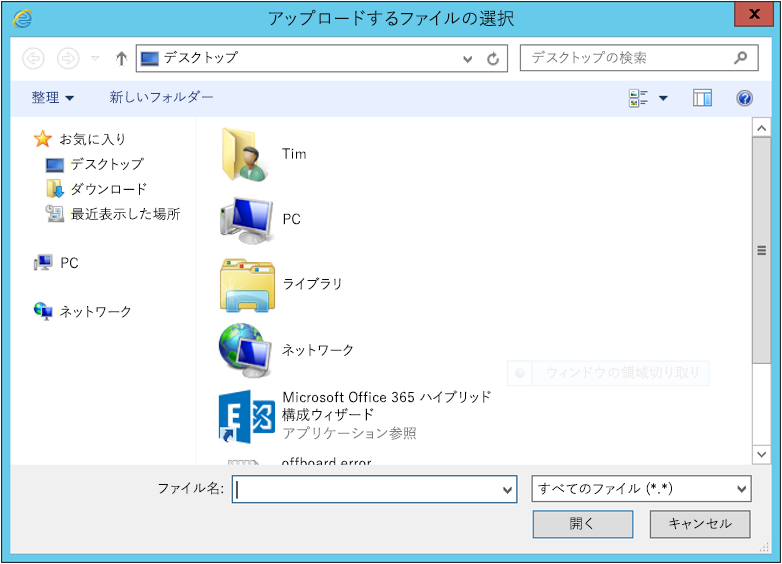 アップロードするファイルの選択
デスクトップ
デスクトップの検索
整理
新しいフォルダー
お気に入り
デスクトップ
ダウンロード
最近表示した場所
PC
ネットワーク
Tim
PC
ライブラリ
ネットワーク
ウィンドウの領域切り取り
Microsoft Office 365 ハイブリッド
構成ウィザード
アプリケーション参照
offboard error
ファイル名:
すべてのファイル (*.*)
開く
キャンセル